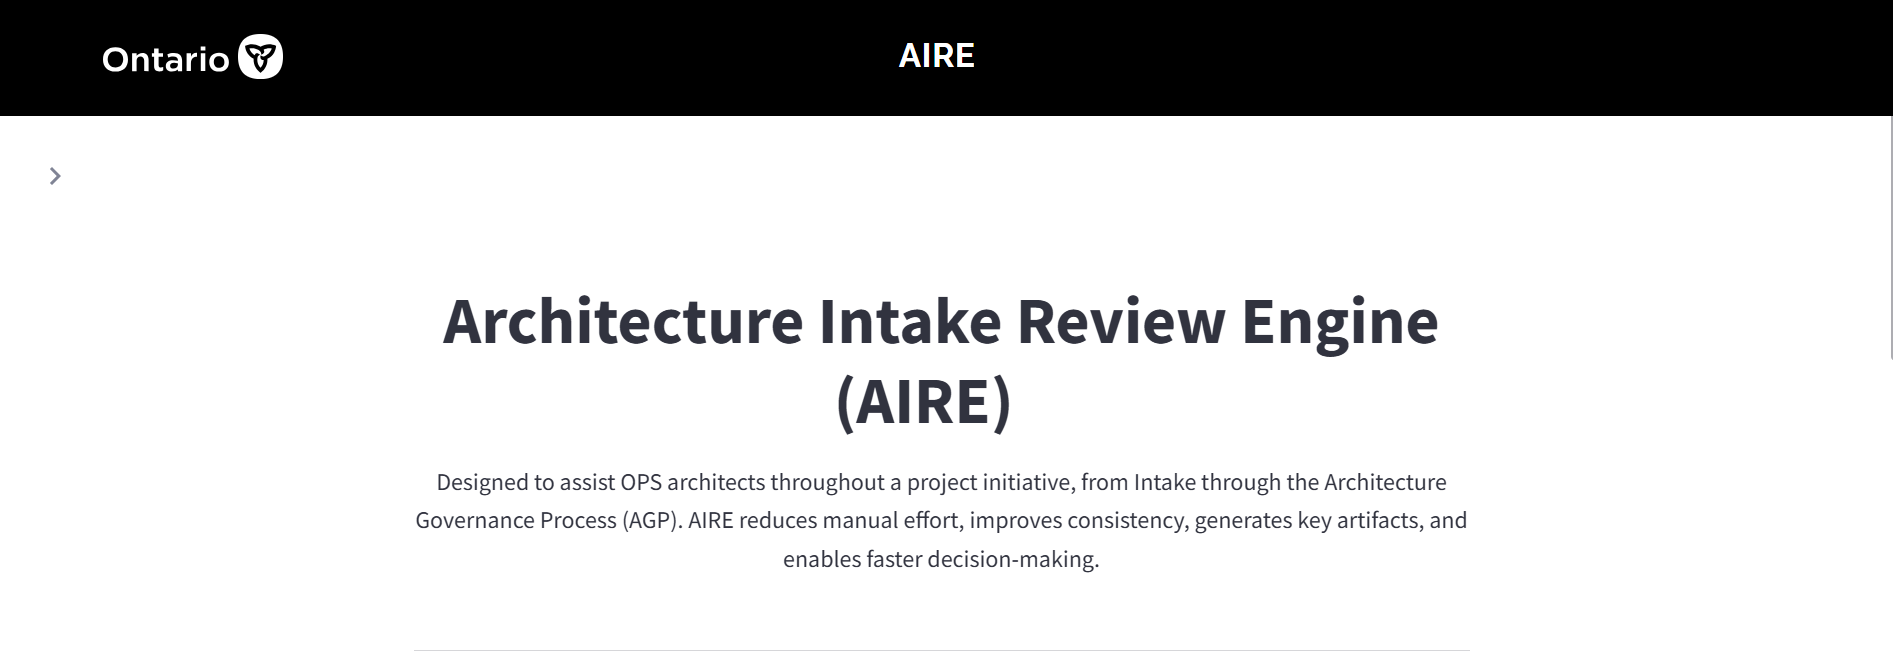 Ontario
AIRE
Architecture Intake Review Engine
(AIRE)
Designed to assist OPS architects throughout a project initiative, from Intake through the Architecture
Governance Process (AGP). AIRE reduces manual effort, improves consistency, generates key artifacts, and
enables faster decision-making.